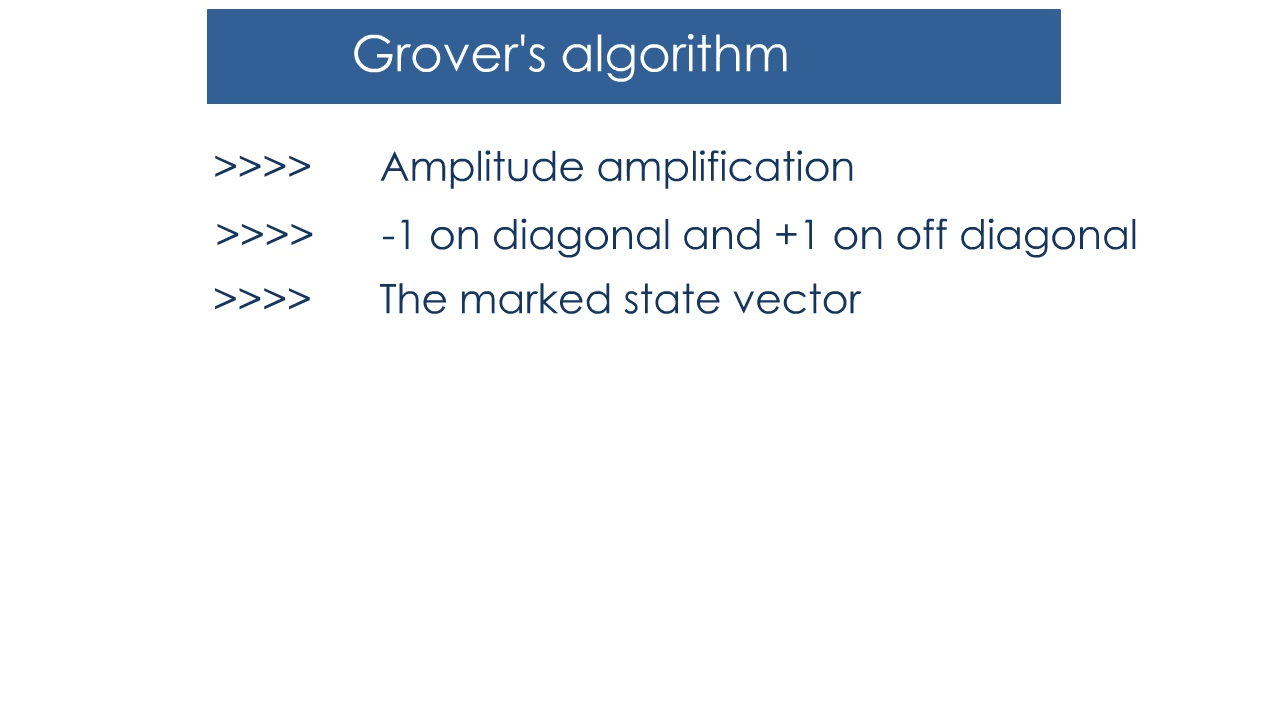 Grover's algorithm
>>>> Amplitude amplification
>>>> -1 on diagonal and +1 on off diagonal
>>>> The marked state vector